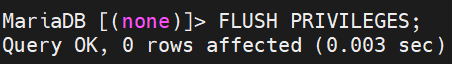 MariaDB [(none)]> FLUSH PRIVILEGES;
Query OK, 0 rows affected (0.003 sec)